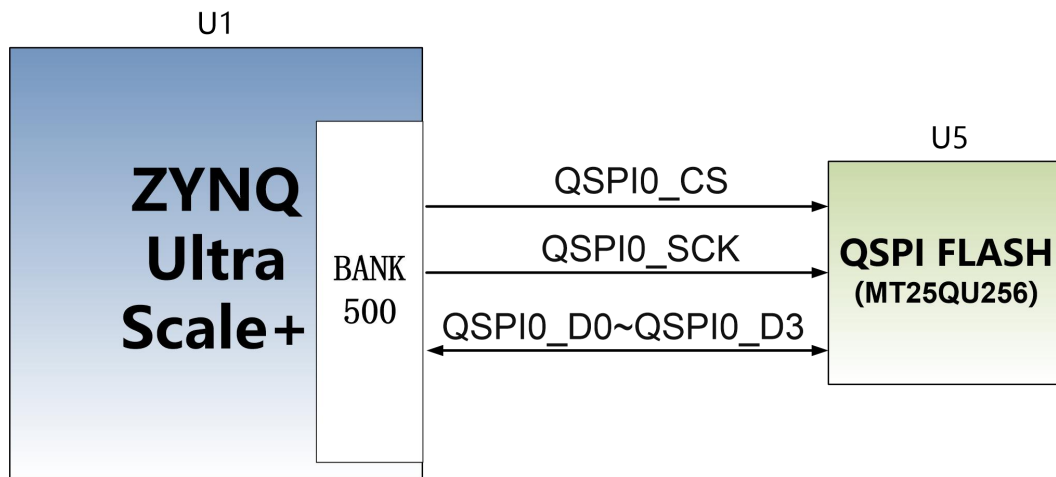 U1
ZYNQ
Ultra
Scale+
BANK
500
QSPI0_CS
QSPI0_SCK
QSPI0_D0~QSPI0_D3
U5
QSPI FLASH
(MT25QU256)